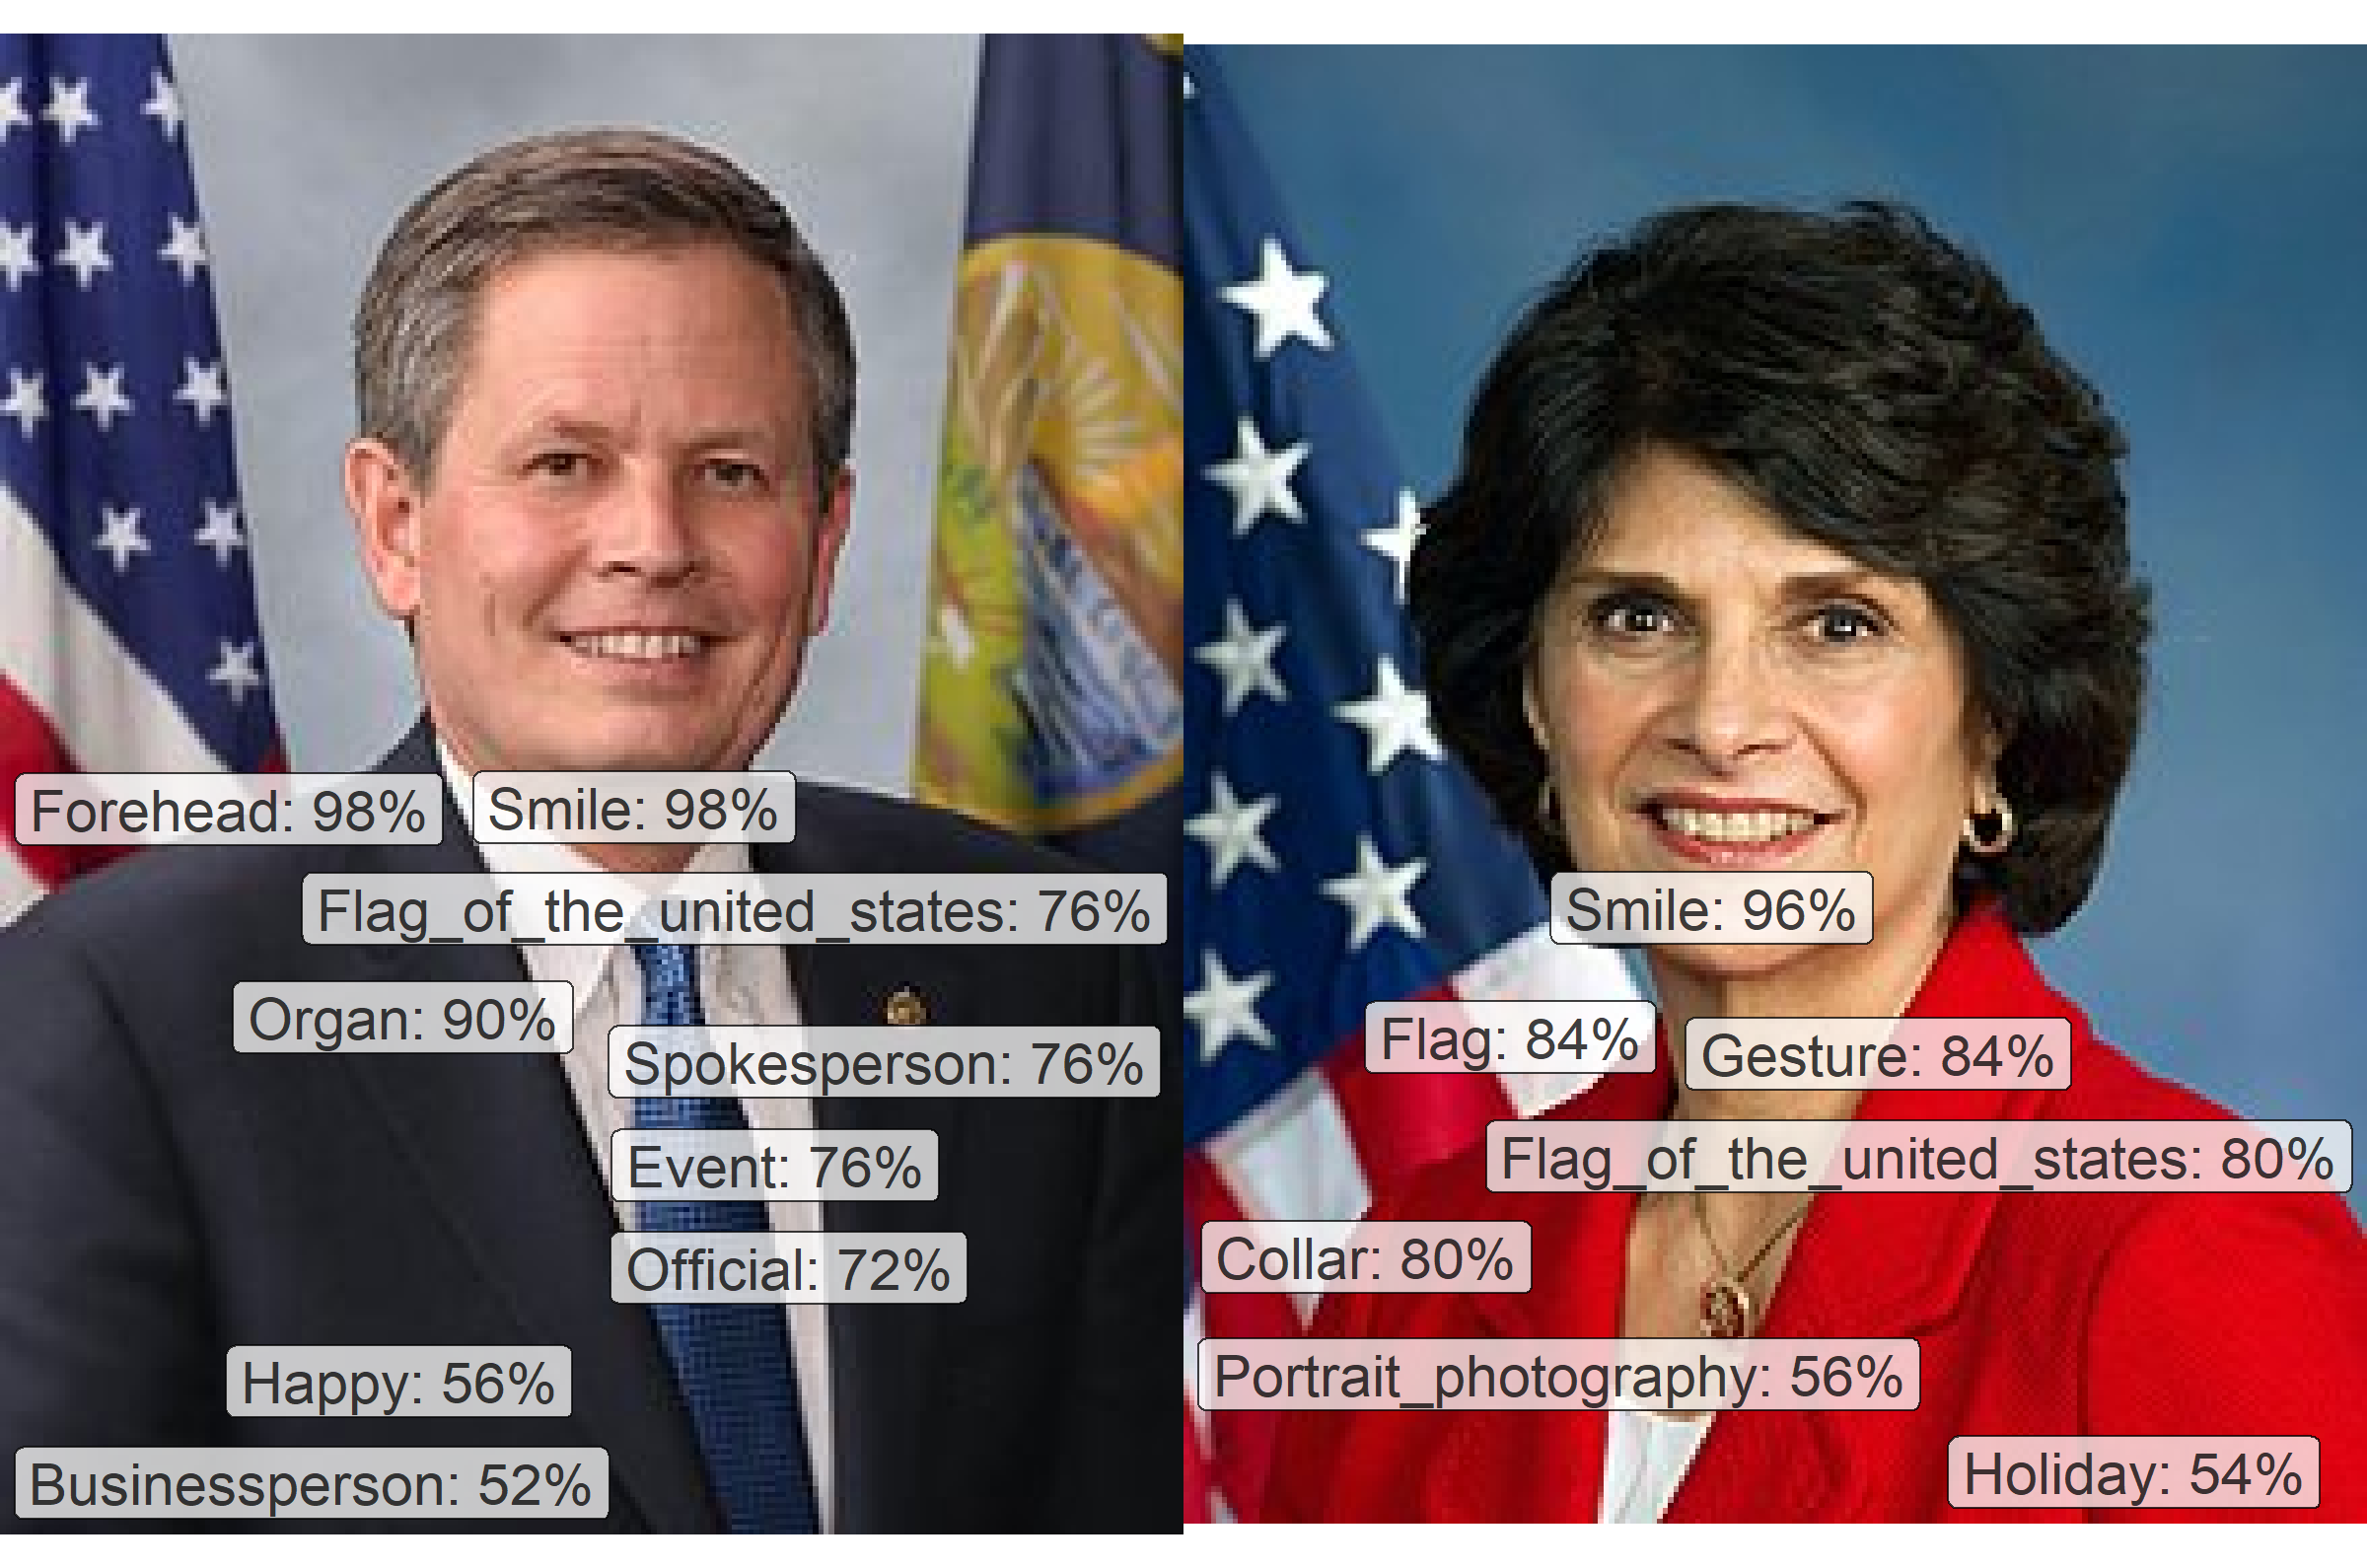 Forehead: 98%
Smile: 98%
Flag_of_the_united_states: 76%
Organ: 90%
Spokesperson: 76%
Event: 76%
Official: 72%
Happy: 56%
Businessperson: 52%
Smile: 96%
Flag: 84%
Gesture: 84%
Flag_of_the_united_states: 80%
Collar: 80%
Portrait_photography: 56%
Holiday: 54%